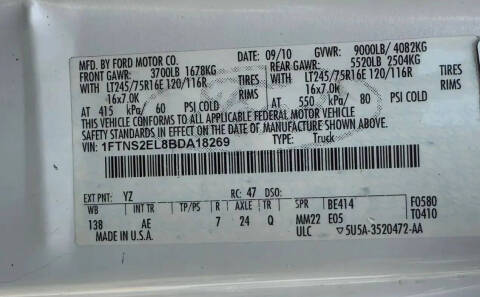 MFD. BY FORD MOTOR CO.
DATE: 09/10 GVWR: 9000LB/ 4082KG
FRONT GAWR: 3700LB 1678KG REAR GAWR: 5520LB 2504KG
WITH LT245/75R16E 120/116R TIRES WITH LT245/75R16E 120/116R TIRES
16x7.0K RIMS 16x7.0K RIMS
AT 415 kPa/ 60 PSI COLD AT 550 kPa/ 80 PSI COLD
THIS VEHICLE CONFORMS TO ALL APPLICABLE FEDERAL MOTOR VEHICLE
SAFETY STANDARDS IN EFFECT ON THE DATE OF MANUFACTURE SHOWN ABOVE.
VIN: 1FTNS2EL8BDA18269 TYPE: Truck
EXT PNT: YZ RC: 47 DSO:
WB INT TR TP/PS R AXLE TR SPR BE414 F0580
138 AE 7 24 Q MM22 E05 T0410
MADE IN U.S.A. ULC ▽5U5A-3520472-AA